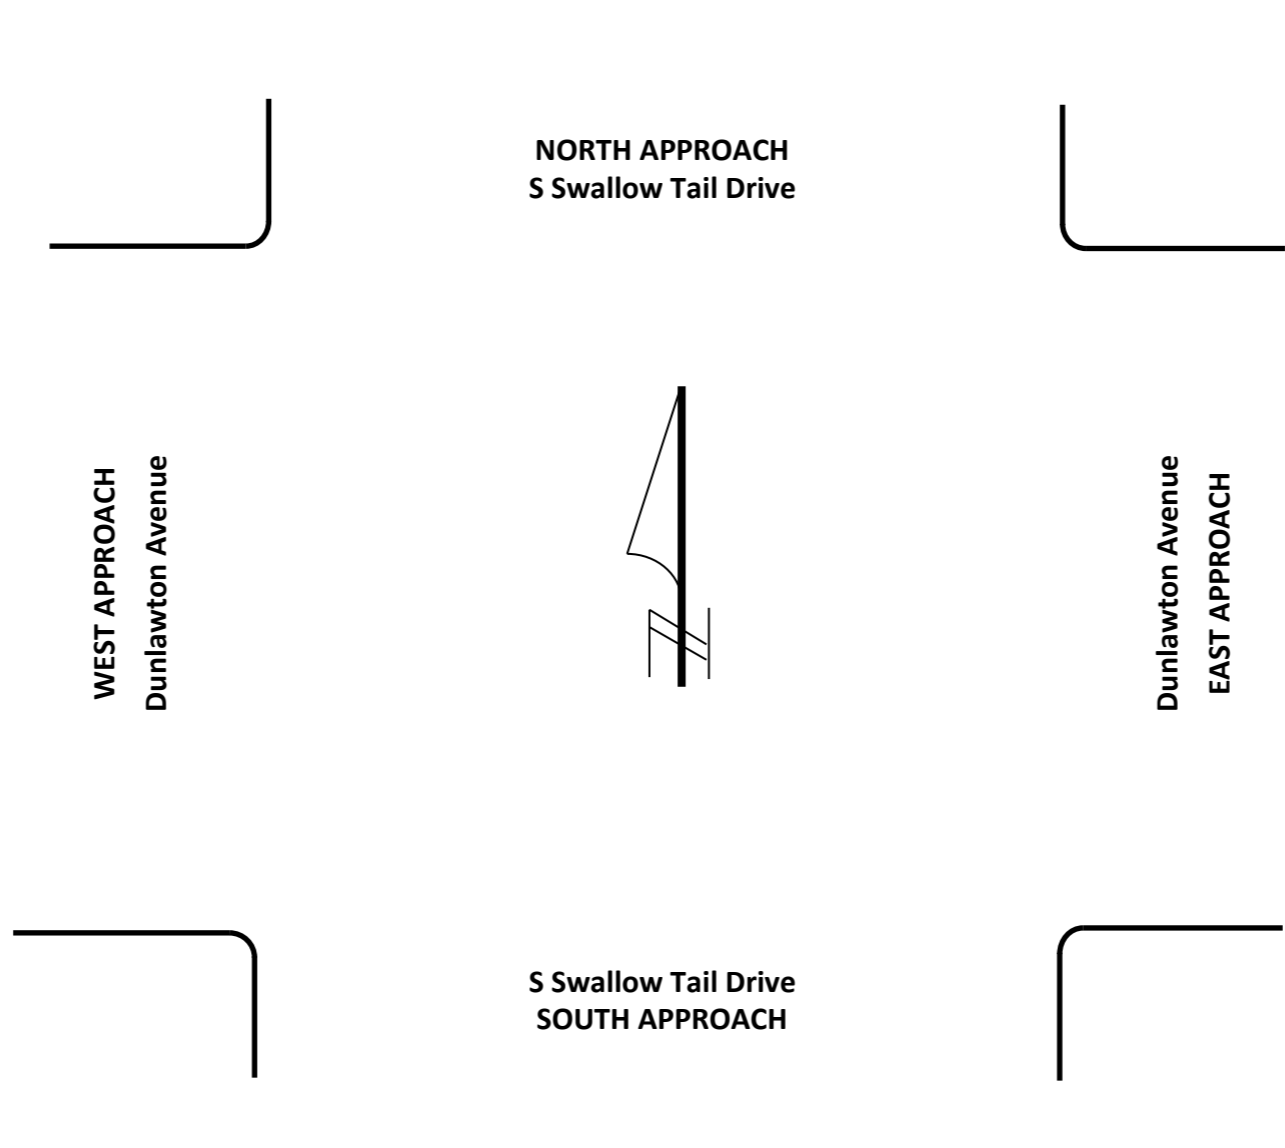 NORTH APPROACH
S Swallow Tail Drive
WEST APPROACH
Dunlawton Avenue
N
Dunlawton Avenue
EAST APPROACH
S Swallow Tail Drive
SOUTH APPROACH